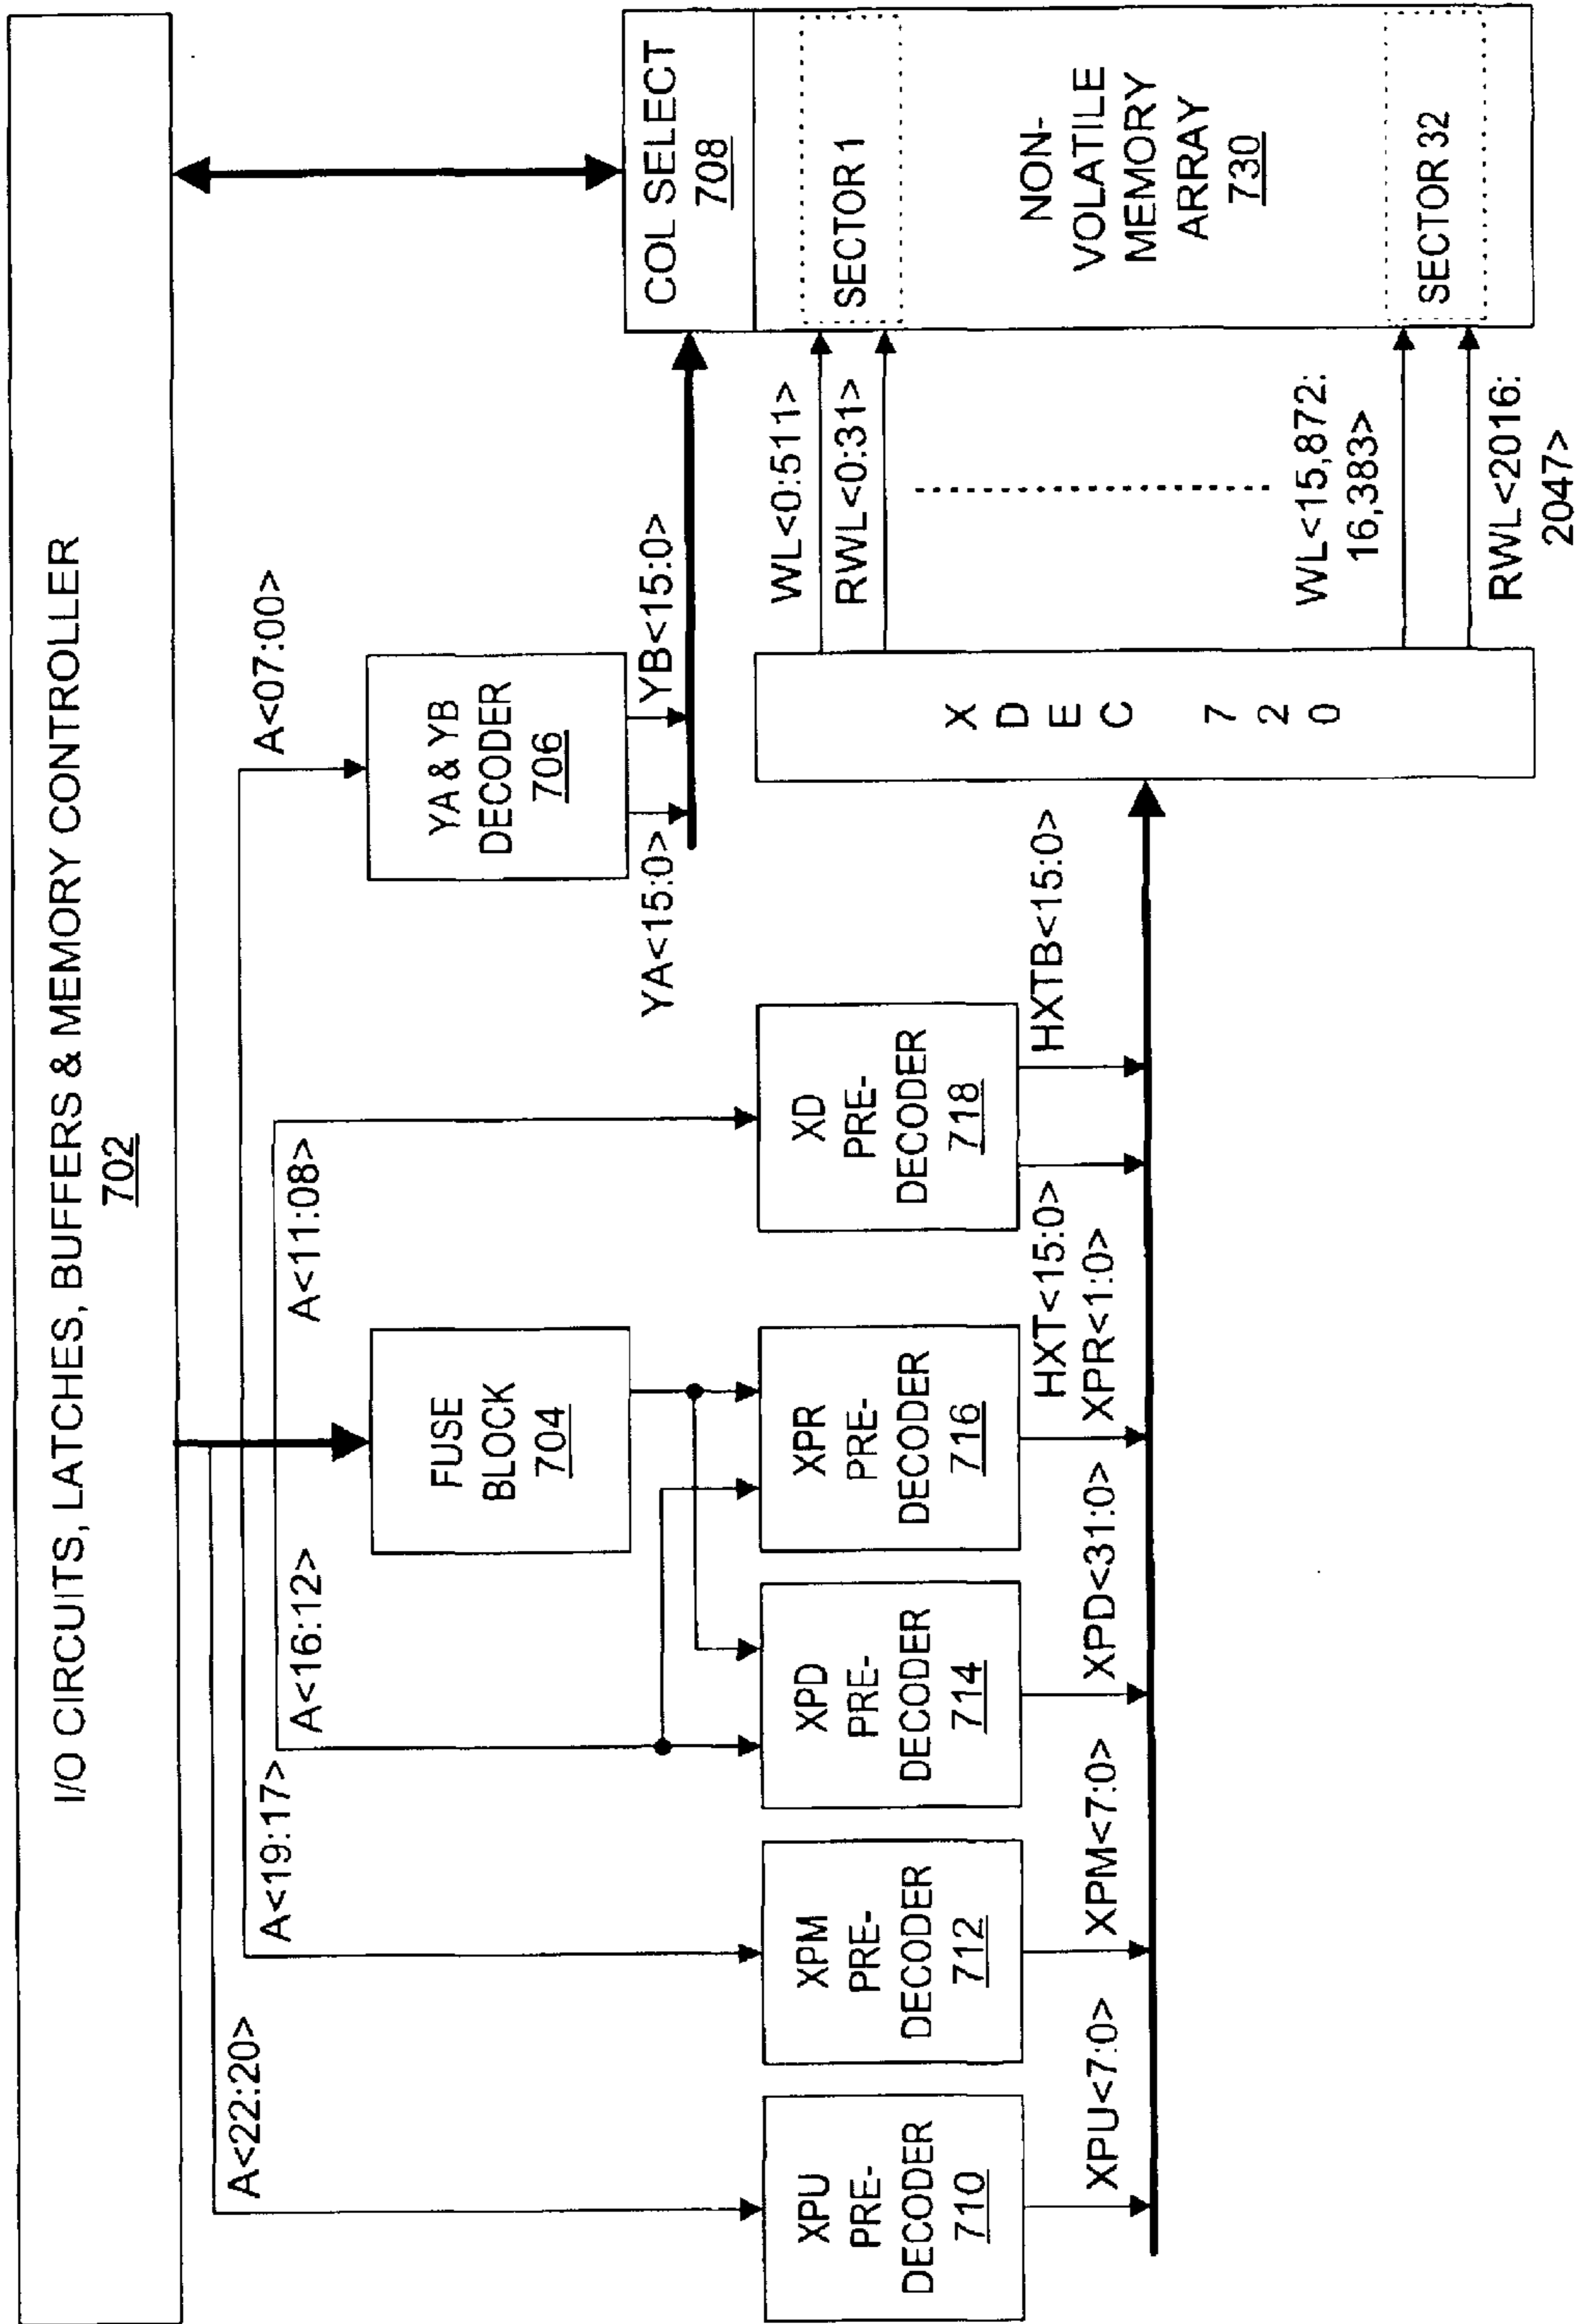 I/O CIRCUITS, LATCHES, BUFFERS & MEMORY CONTROLLER
702
A<22:20>
A<19:17>
A<16:12>
A<11:08>
A<07:00>
FUSE
BLOCK
704
YA & YB
DECODER
706
YA<15:0>
YB<15:0>
COL SELECT
708
XPU
PRE-
DECODER
710
XPM
PRE-
DECODER
712
XPD
PRE-
DECODER
714
XPR
PRE-
DECODER
716
XD
PRE-
DECODER
718
XPU<7:0>
XPM<7:0>
XPD<31:0>
XPR<1:0>
HXT<15:0>
HXTB<15:0>
X
D
E
C
7
2
0
WL<0:511>
RWL<0:31>
WL<15,872:
16,383>
RWL<2016:
2047>
SECTOR 1
NON-
VOLATILE
MEMORY
ARRAY
730
SECTOR 32